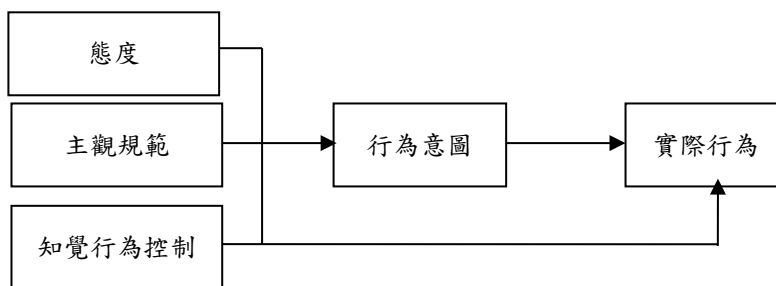 態度
主觀規範
行為意圖
實際行為
知覺行為控制